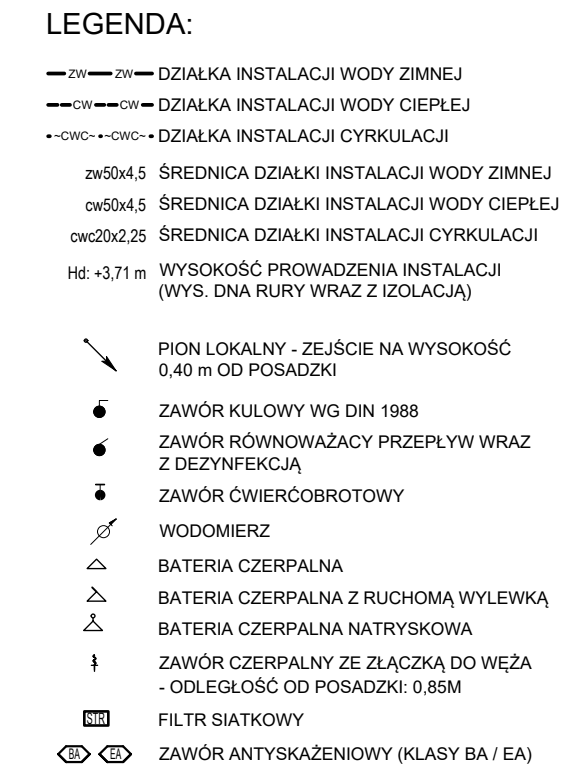 LEGENDA:
ZW ZW DZIAŁKA INSTALACJI WODY ZIMNEJ
CW CW DZIAŁKA INSTALACJI WODY CIEPŁEJ
~CWC~ ~CWC~ DZIAŁKA INSTALACJI CYRKULACJI
zw50x4,5 ŚREDNICA DZIAŁKI INSTALACJI WODY ZIMNEJ
cw50x4,5 ŚREDNICA DZIAŁKI INSTALACJI WODY CIEPŁEJ
cwc20x2,25 ŚREDNICA DZIAŁKI INSTALACJI CYRKULACJI
Hd: +3,71 m WYSOKOŚĆ PROWADZENIA INSTALACJI
(WYS. DNA RURY WRAZ Z IZOLACJĄ)
PION LOKALNY - ZEJŚCIE NA WYSOKOŚĆ
0,40 m OD POSADZKI
ZAWÓR KULOWY WG DIN 1988
ZAWÓR RÓWNOWAŻACY PRZEPŁYW WRAZ
Z DEZYNFEKCJĄ
ZAWÓR ĆWIERĆOBROTOWY
WODOMIERZ
BATERIA CZERPALNA
BATERIA CZERPALNA Z RUCHOMĄ WYLEWKĄ
BATERIA CZERPALNA NATRYSKOWA
ZAWÓR CZERPALNY ZE ZŁĄCZKĄ DO WĘŻA
- ODLEGŁOŚĆ OD POSADZKI: 0,85M
STR FILTR SIATKOWY
BA EA ZAWÓR ANTYSKAŻENIOWY (KLASY BA / EA)